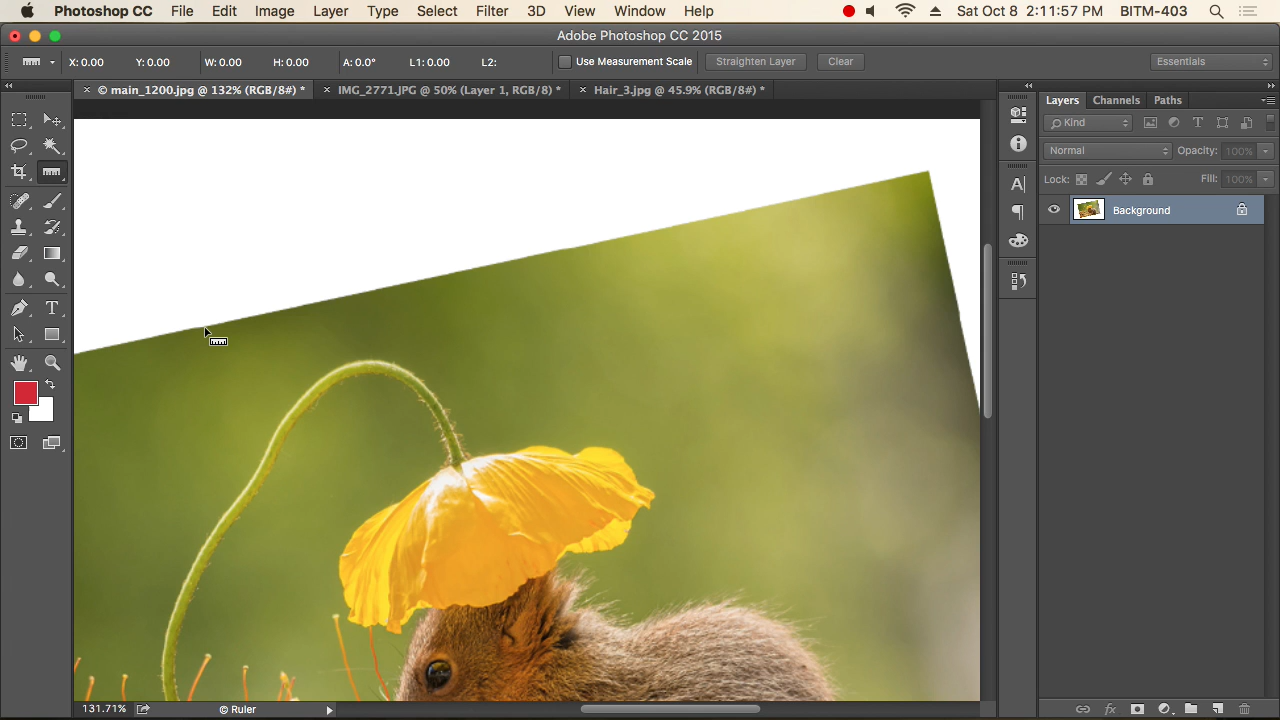 Photoshop CC File Edit Image Layer Type Select Filter 3D View Window Help Sat Oct 8 2:11:57 PM BITM-403
Adobe Photoshop CC 2015
X: 0.00 Y: 0.00 W: 0.00 H: 0.00 A: 0.0° L1: 0.00 L2: Use Measurement Scale Straighten Layer Clear Essentials
× © main_1200.jpg @ 132% (RGB/8#) * × IMG_2771.JPG @ 50% (Layer 1, RGB/8) * × Hair_3.jpg @ 45.9% (RGB/8#) *
Layers Channels Paths
Kind
Normal Opacity: 100%
Lock: Fill: 100%
Background
131.71% © Ruler